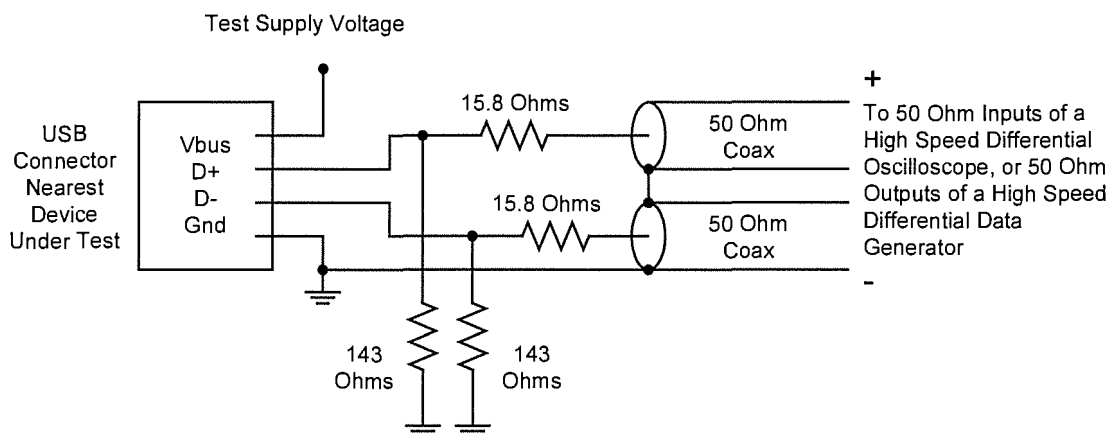 Test Supply Voltage
USB
Connector
Nearest
Device
Under Test
Vbus
D+
D-
Gnd
15.8 Ohms
15.8 Ohms
50 Ohm
Coax
50 Ohm
Coax
+
To 50 Ohm Inputs of a
High Speed Differential
Oscilloscope, or 50 Ohm
Outputs of a High Speed
Differential Data
Generator
-
143
Ohms
143
Ohms